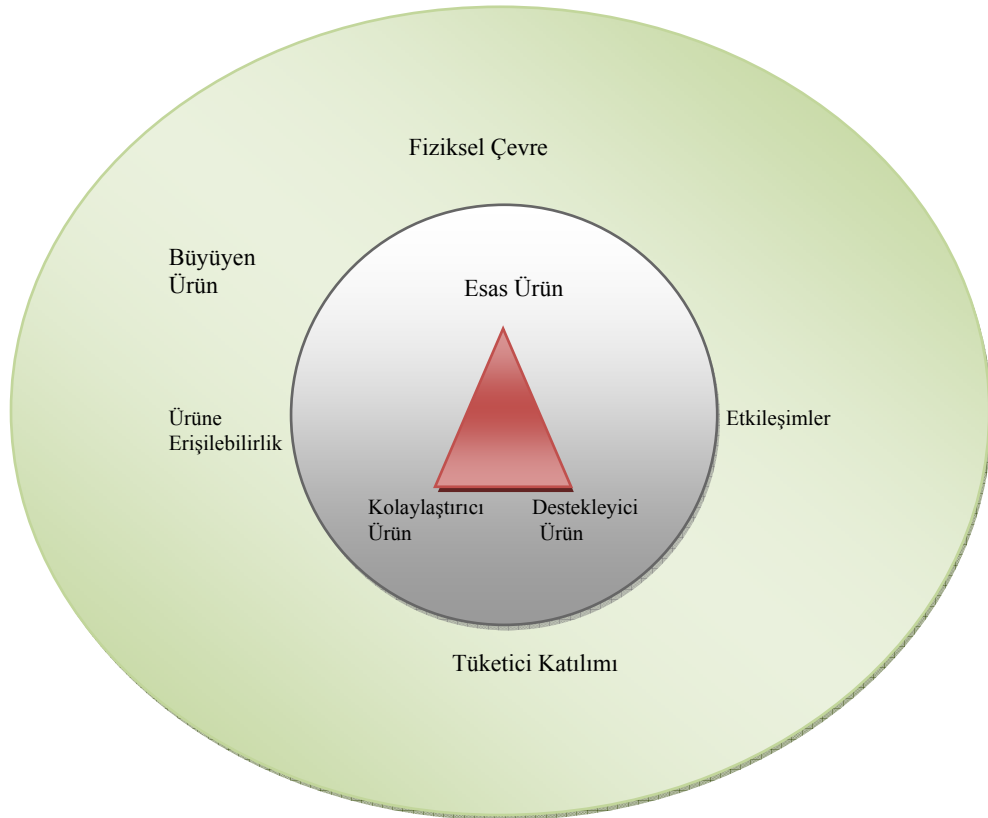 Fiziksel Çevre
Büyüyen
Ürün
Esas Ürün
Ürüne
Erişilebilirlik
Etkileşimler
Kolaylaştırıcı
Ürün
Destekleyici
Ürün
Tüketici Katılımı